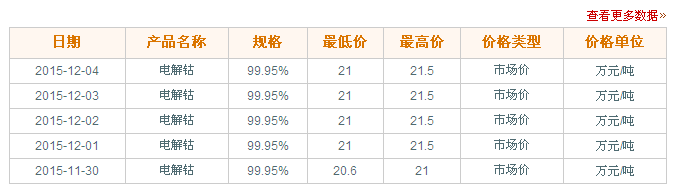 查看更多数据»
日期 产品名称 规格 最低价 最高价 价格类型 价格单位
2015-12-04 电解钴 99.95% 21 21.5 市场价 万元/吨
2015-12-03 电解钴 99.95% 21 21.5 市场价 万元/吨
2015-12-02 电解钴 99.95% 21 21.5 市场价 万元/吨
2015-12-01 电解钴 99.95% 21 21.5 市场价 万元/吨
2015-11-30 电解钴 99.95% 20.6 21 市场价 万元/吨